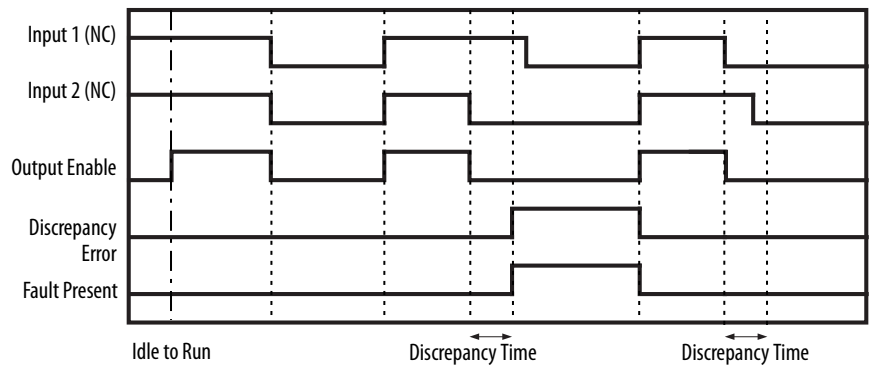 Input 1 (NC)
Input 2 (NC)
Output Enable
Discrepancy
Error
Fault Present
Idle to Run
Discrepancy Time
Discrepancy Time